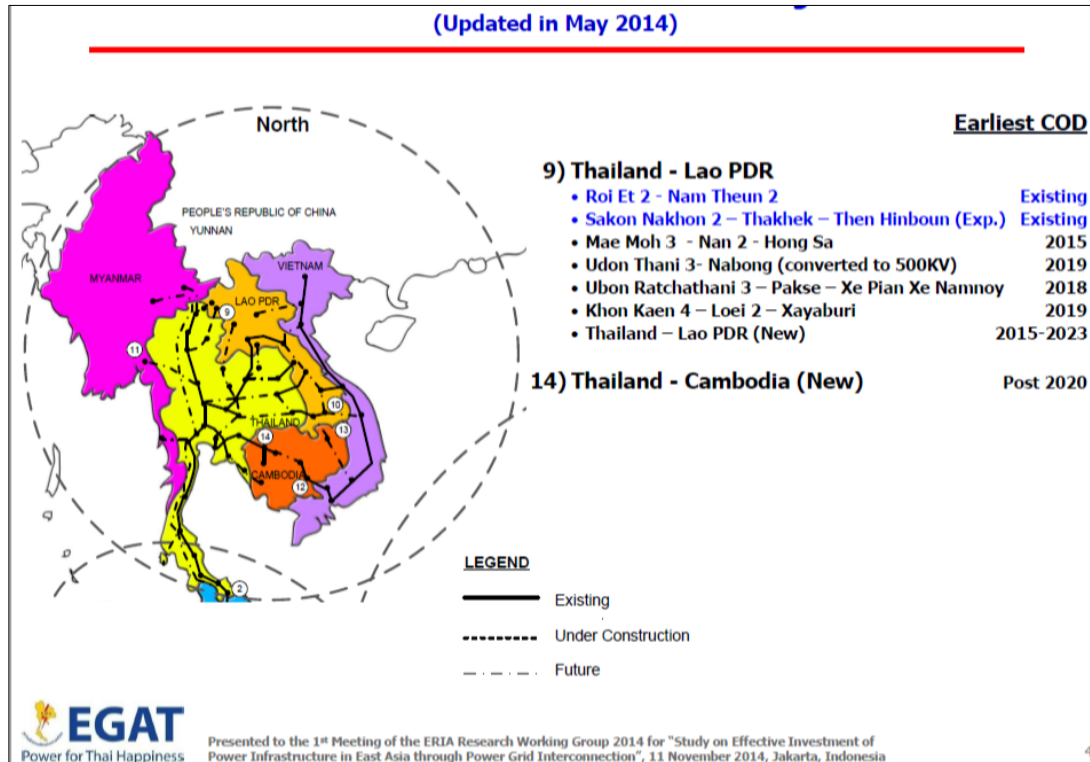 (Updated in May 2014)
North
Earliest COD
9) Thailand - Lao PDR
• Roi Et 2 - Nam Theun 2 Existing
• Sakon Nakhon 2 – Thakhek – Then Hinboun (Exp.) Existing
• Mae Moh 3 - Nan 2 - Hong Sa 2015
• Udon Thani 3- Nabong (converted to 500KV) 2019
• Ubon Ratchathani 3 – Pakse – Xe Pian Xe Namnoy 2018
• Khon Kaen 4 – Loei 2 – Xayaburi 2019
• Thailand – Lao PDR (New) 2015-2023
14) Thailand - Cambodia (New) Post 2020
PEOPLE'S REPUBLIC OF CHINA
YUNNAN
MYANMAR
VIETNAM
LAO PDR
9
11
10
THAILAND
14
13
CAMBODIA
12
2
LEGEND
Existing
Under Construction
Future
EGAT
Power for Thai Happiness
Presented to the 1st Meeting of the ERIA Research Working Group 2014 for "Study on Effective Investment of
Power Infrastructure in East Asia through Power Grid Interconnection", 11 November 2014, Jakarta, Indonesia
4